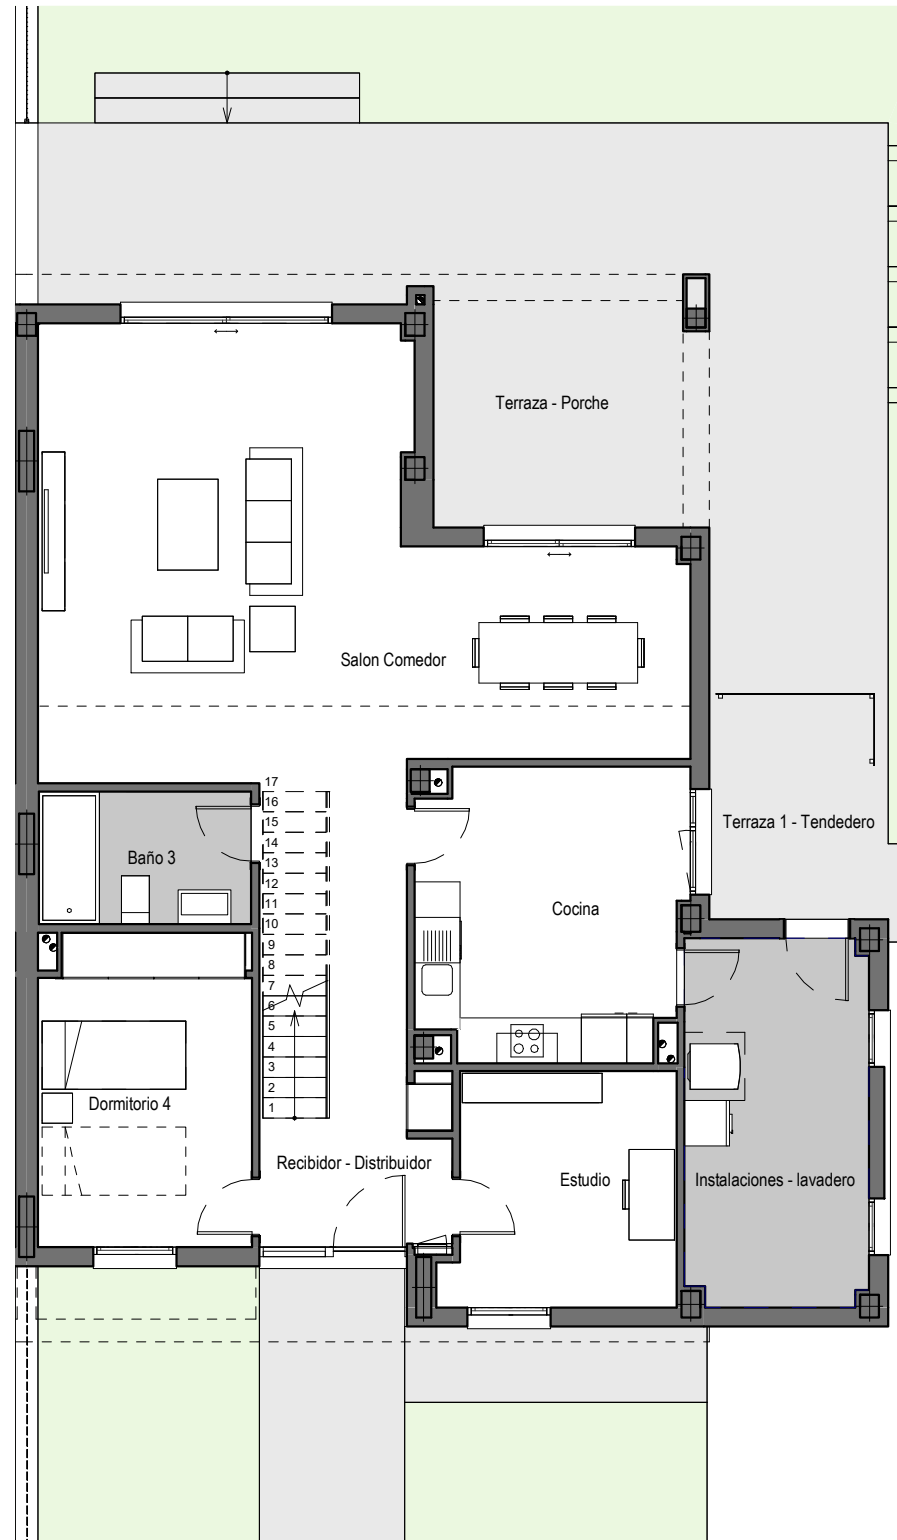 Terraza - Porche
Salon Comedor
17
16
15
14
13
12
11
10
9
8
7
6
5
4
3
2
1
Baño 3
Terraza 1 - Tendedero
Cocina
Dormitorio 4
Recibidor - Distribuidor
Estudio
Instalaciones - lavadero